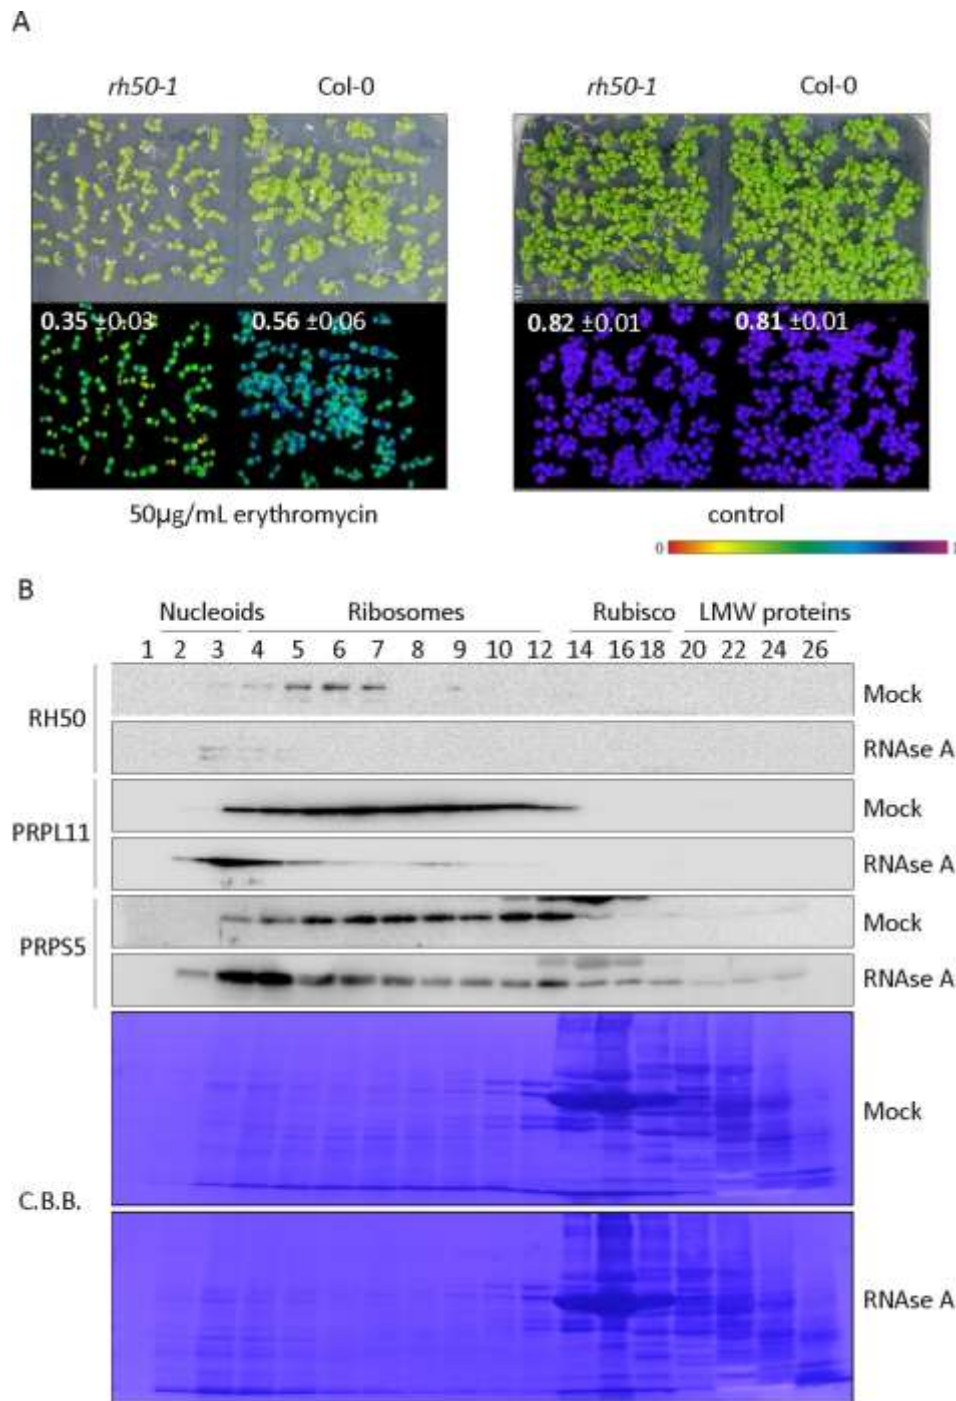 A
rh50-1 Col-0 rh50-1 Col-0
0.35 ±0.03 0.56 ±0.06 0.82 ±0.01 0.81 ±0.01
50µg/mL erythromycin control
0 1
B
Nucleoids Ribosomes Rubisco LMW proteins
1 2 3 4 5 6 7 8 9 10 12 14 16 18 20 22 24 26
RH50
Mock
RNAse A
PRPL11
Mock
RNAse A
PRPS5
Mock
RNAse A
C.B.B.
Mock
RNAse A